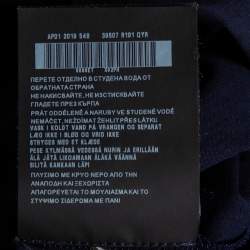 AP01 2019 549 39507 R191 QYR
ПЕРЕТЕ ОТДЕЛНО В СТУДЕНА ВОДА ОТ
ОБРАТНАТА СТРАНА
НЕ НАКИСВАЙТЕ, НЕ ИЗСТИСКВАЙТЕ
ГЛАДЕТЕ ПРЕЗ КЪРПА
PRÁT ODDĚLENĚ A NARUBY VE STUDENÉ VODĚ
NEMÁČET, NEŽDÍMAT ŽEHLIT PŘES LÁTKU
VASK I KOLDT VAND PÅ VRANGEN OG SEPARAT
LÆG IKKE I BLØD OG VRID IKKE
STRYGES MED ET KLÆDE
PESE KYLMÄSSÄ VEDESSÄ NURIN JA ERILLÄÄN
ÄLÄ JÄTÄ LIKOAMAAN ÄLÄKÄ VÄÄNNÄ
SILITÄ KANKAAN LÄPI
ΠΛΥΣΙΜΟ ΜΕ ΚΡΥΟ ΝΕΡΟ ΑΠΟ ΤΗΝ
ΑΝΑΠΟΔΗ ΚΑΙ ΞΕΧΩΡΙΣΤΑ
ΑΠΑΓΟΡΕΥΕΤΑΙ ΤΟ ΜΟΥΛΙΑΣΜΑ ΚΑΙ ΤΟ
ΣΤΥΨΙΜΟ ΣΙΔΕΡΩΜΑ ΜΕ ΠΑΝΙ